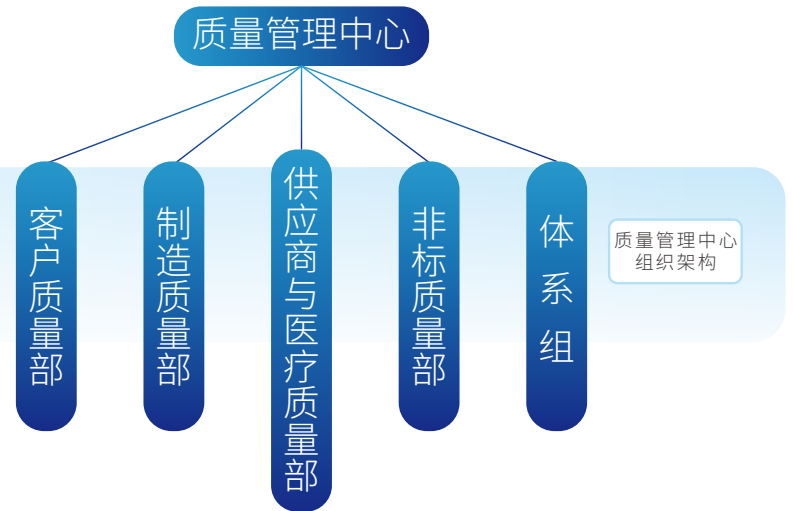 质量管理中心
客户质量部
制造质量部
供应商与医疗质量部
非标质量部
体系组
质量管理中心
组织架构